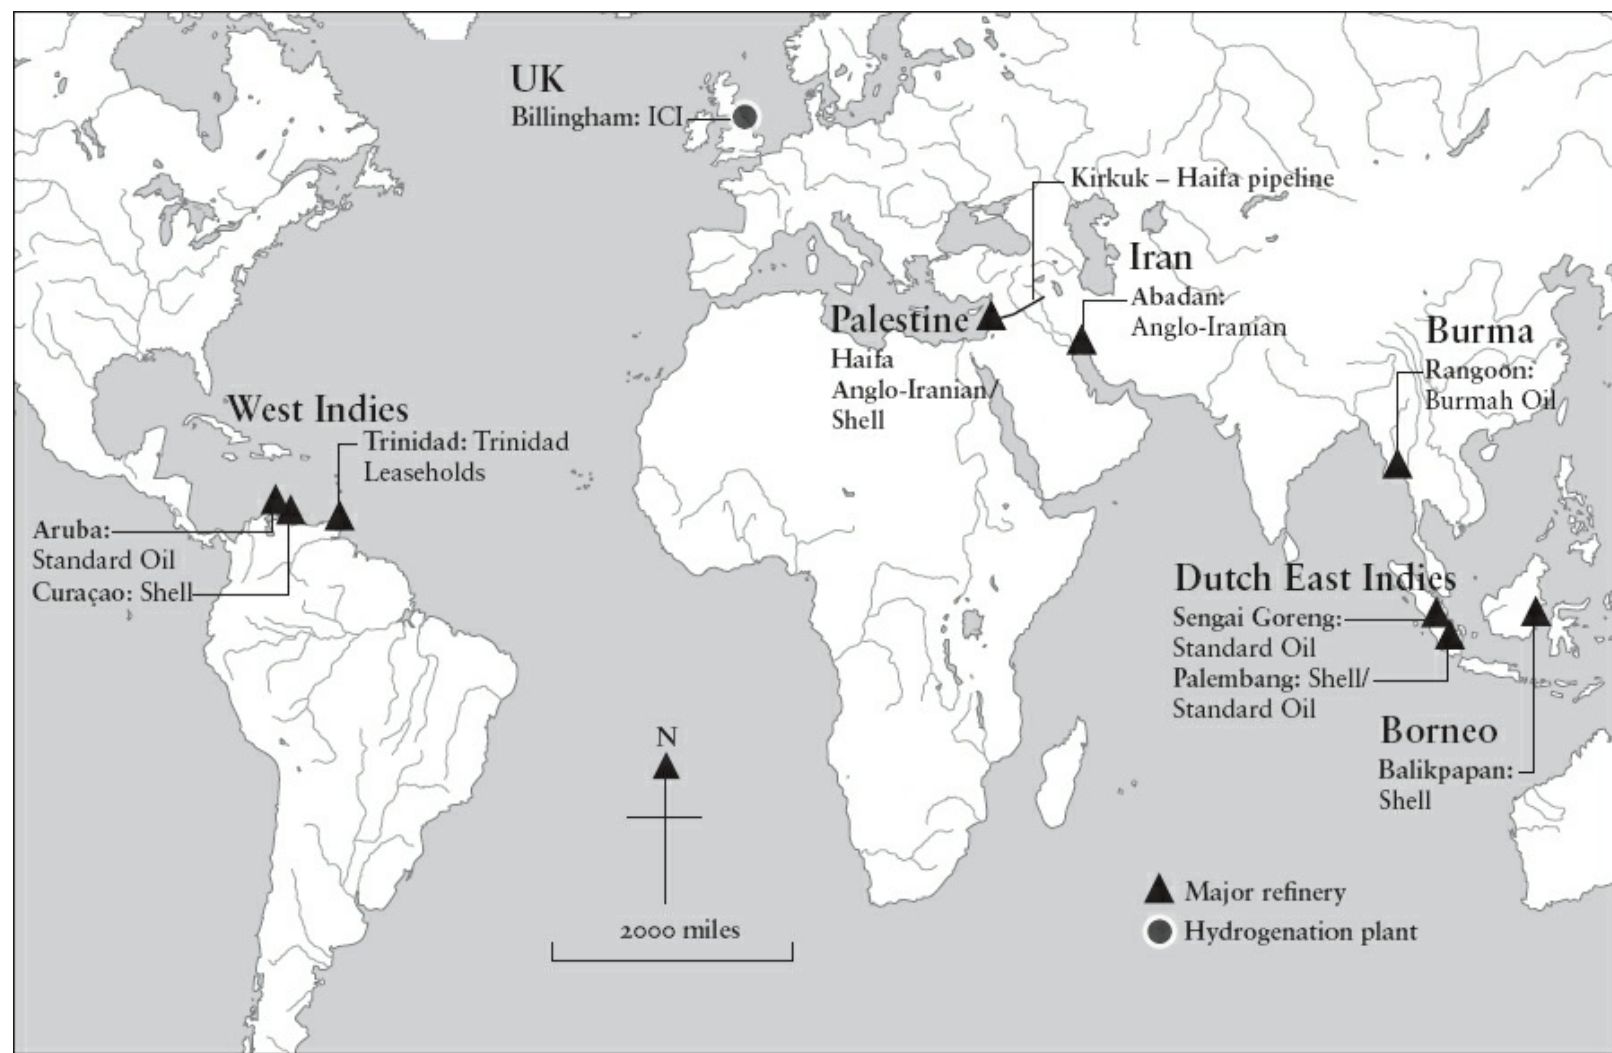 UK
Billingham: ICI
Kirkuk – Haifa pipeline
Iran
Abadan:
Anglo-Iranian
Palestine
Haifa
Anglo-Iranian/
Shell
Burma
Rangoon:
Burmah Oil
West Indies
Trinidad: Trinidad
Leaseholds
Aruba:
Standard Oil
Curaçao: Shell
Dutch East Indies
Sengai Goreng:
Standard Oil
Palembang: Shell/
Standard Oil
Borneo
Balikpapan:
Shell
N
2000 miles
Major refinery
Hydrogenation plant